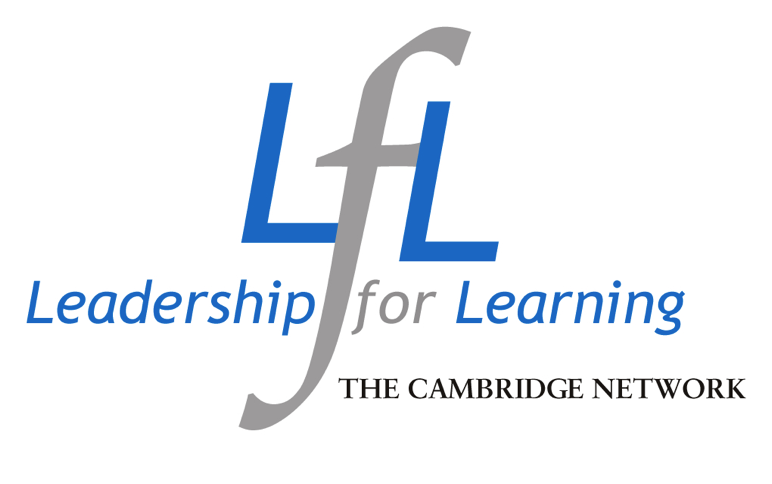 LfL
Leadership for Learning
THE CAMBRIDGE NETWORK